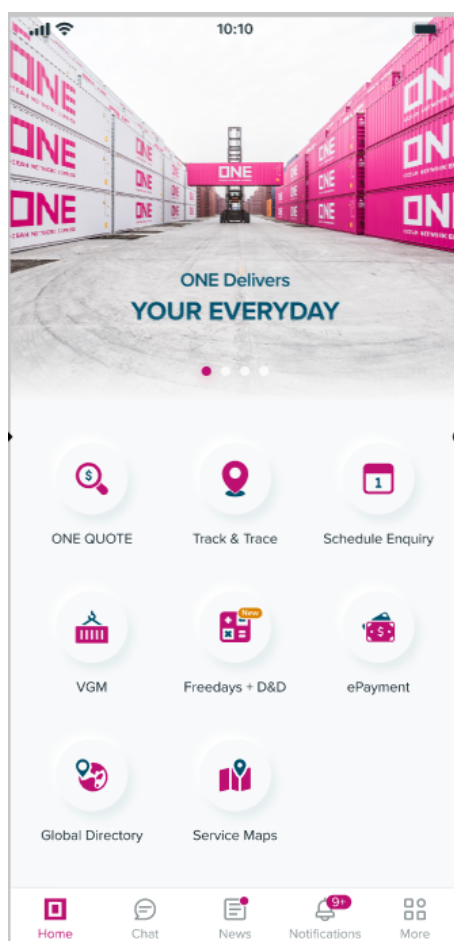 10:10
ONE
ONE
ONE
ONE
ONE
ONE Delivers
YOUR EVERYDAY
$
1
ONE QUOTE
Track & Trace
Schedule Enquiry
New
$
VGM
Freedays + D&D
ePayment
Global Directory
Service Maps
9+
Home
Chat
News
Notifications
More